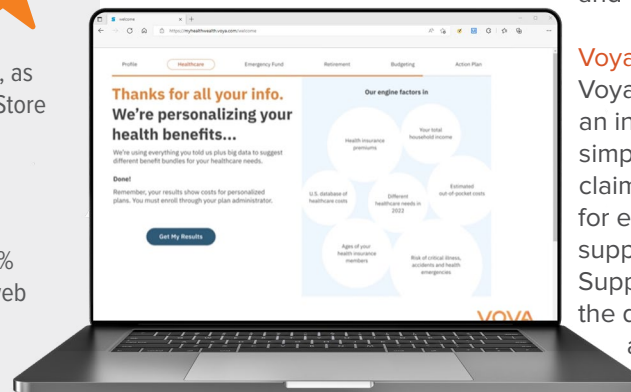 and
, as
Store
%
web
welcome
https://myhealthwealth.voya.com/welcome
Profile
Healthcare
Emergency Fund
Retirement
Budgeting
Action Plan
Thanks for all your info.
We're personalizing your
health benefits...
We're using everything you told us plus big data to suggest
different benefit bundles for your healthcare needs.
Done!
Remember, your results show costs for personalized
plans. You must enroll through your plan administrator.
Get My Results
Our engine factors in
Health insurance
premiums
Your total
household income
U.S. database of
healthcare costs
Different
healthcare needs in
2022
Estimated
out-of-pocket costs
Ages of your
health insurance
members
Risk of critical illness,
accidents and health
emergencies
VOYA
Voya
Voya
an in
simp
claim
for e
supp
Supp
the d
a